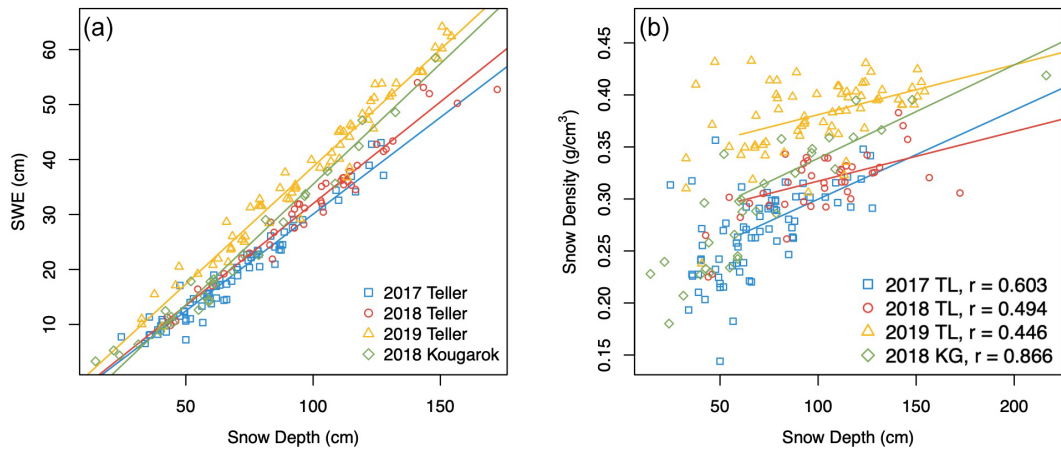 (a)
SWE (cm)
60
50
40
30
20
10
2017 Teller
2018 Teller
2019 Teller
2018 Kougarok
50
100
150
Snow Depth (cm)
(b)
Snow Density (g/cm³)
0.45
0.40
0.35
0.30
0.25
0.20
0.15
2017 TL, r = 0.603
2018 TL, r = 0.494
2019 TL, r = 0.446
2018 KG, r = 0.866
50
100
150
200
Snow Depth (cm)